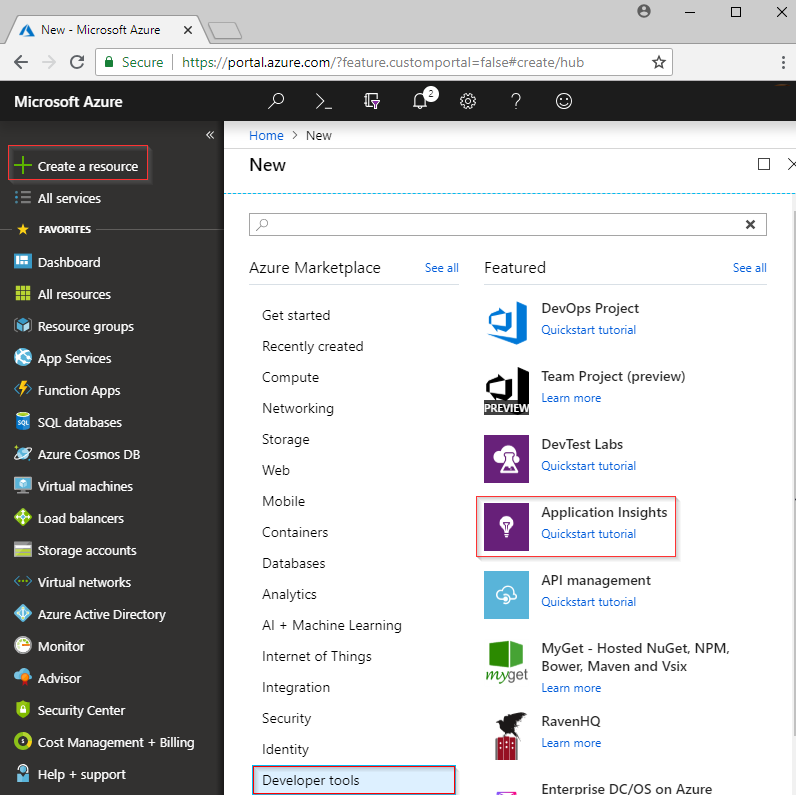 New - Microsoft Azure
Secure https://portal.azure.com/?feature.customportal=false#create/hub
Microsoft Azure
2
Create a resource
All services
FAVORITES
Dashboard
All resources
Resource groups
App Services
Function Apps
SQL
SQL databases
Azure Cosmos DB
Virtual machines
Load balancers
Storage accounts
Virtual networks
Azure Active Directory
Monitor
Advisor
Security Center
Cost Management + Billing
Help + support
Home > New
New
Azure Marketplace See all
Get started
Recently created
Compute
Networking
Storage
Web
Mobile
Containers
Databases
Analytics
AI + Machine Learning
Internet of Things
Integration
Security
Identity
Developer tools
Featured See all
DevOps Project
Quickstart tutorial
PREVIEW
Team Project (preview)
Learn more
DevTest Labs
Quickstart tutorial
Application Insights
Quickstart tutorial
API management
Quickstart tutorial
myget
MyGet - Hosted NuGet, NPM,
Bower, Maven and Vsix
Learn more
RavenHQ
Learn more
Enterprise DC/OS on Azure